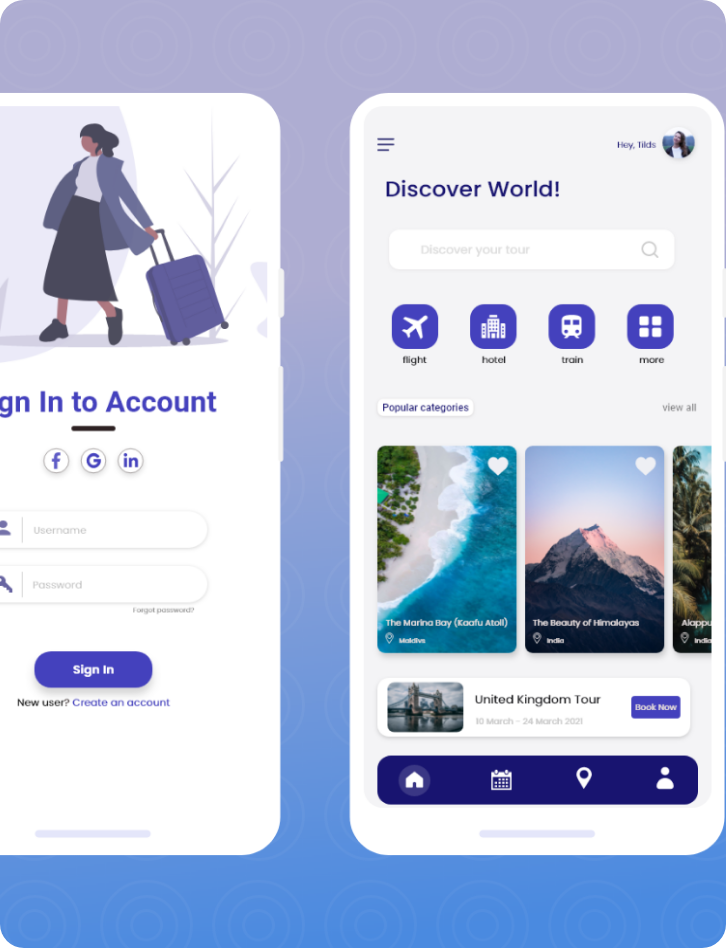 gn In to Account
f G in
Username
Password
Forgot password?
Sign In
New user? Create an account
Hey, Tilds
Discover World!
Discover your tour
flight hotel train more
Popular categories view all
The Marina Bay (Kaafu Atoll)
Maldivs
The Beauty of Himalayas
India
Alappu
India
United Kingdom Tour
10 March - 24 March 2021
Book Now